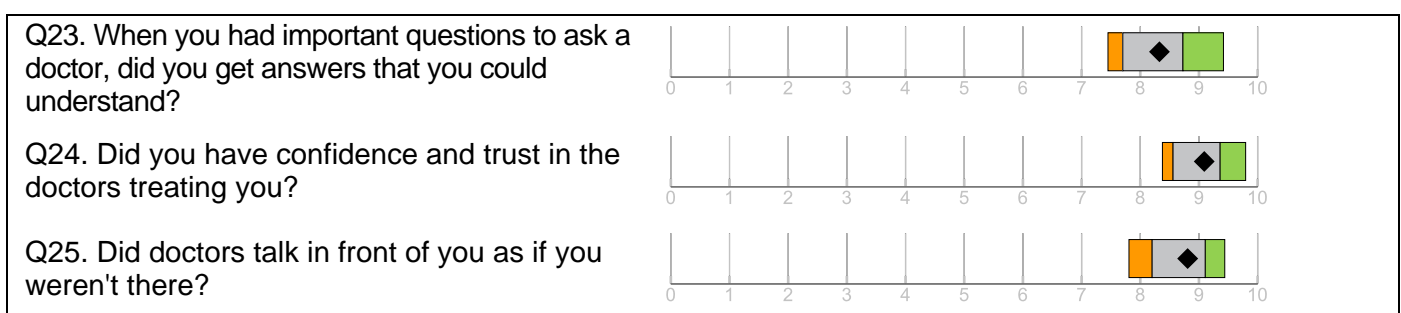 Q23. When you had important questions to ask a
doctor, did you get answers that you could
understand?
0 1 2 3 4 5 6 7 8 9 10
Q24. Did you have confidence and trust in the
doctors treating you?
0 1 2 3 4 5 6 7 8 9 10
Q25. Did doctors talk in front of you as if you
weren't there?
0 1 2 3 4 5 6 7 8 9 10